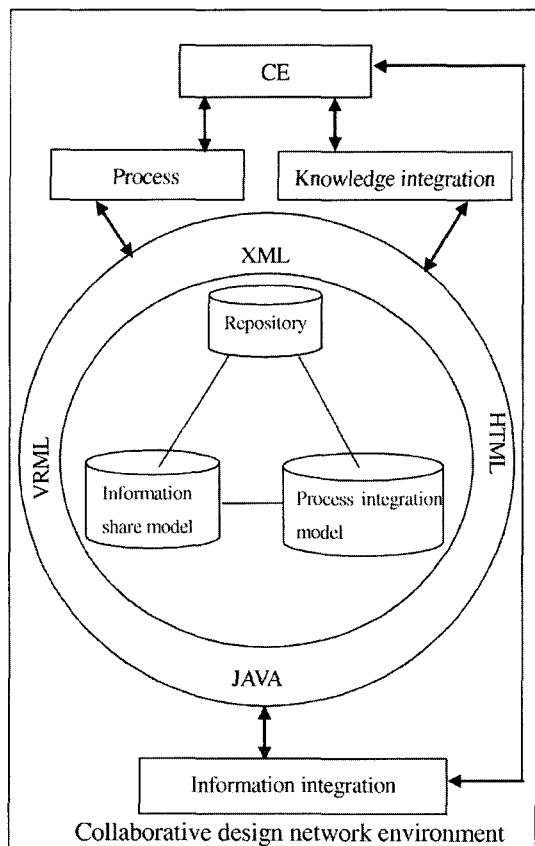 CE
Process
Knowledge integration
XML
Repository
VRML
HTML
Information
share model
Process integration
model
JAVA
Information integration
Collaborative design network environment